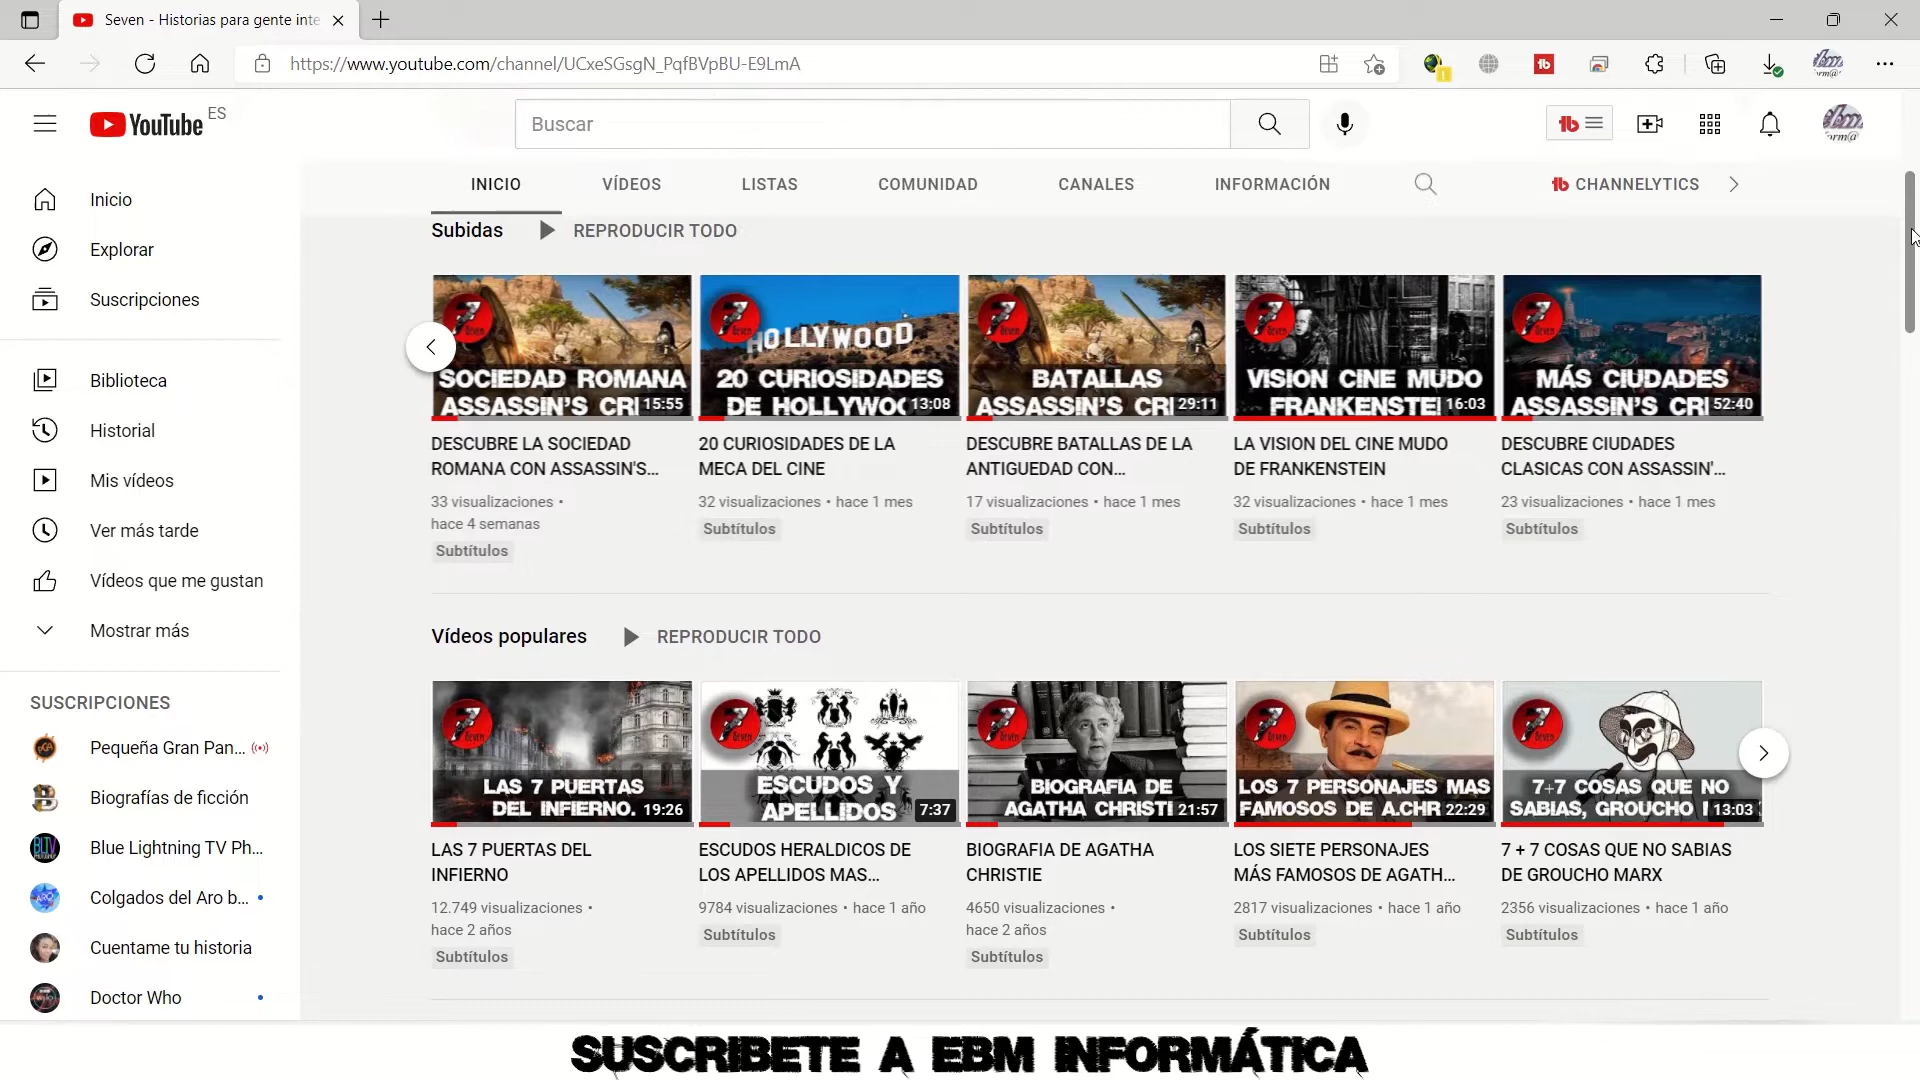 Seven - Historias para gente inte
https://www.youtube.com/channel/UCxeSGsgN_PqfBVpBU-E9LmA
YouTube ES
Buscar
INICIO VÍDEOS LISTAS COMUNIDAD CANALES INFORMACIÓN CHANNELYTICS
Inicio
Explorar
Suscripciones
Biblioteca
Historial
Mis vídeos
Ver más tarde
Vídeos que me gustan
Mostrar más
SUSCRIPCIONES
Pequeña Gran Pan...
Biografías de ficción
Blue Lightning TV Ph...
Colgados del Aro b...
Cuentame tu historia
Doctor Who
Subidas REPRODUCIR TODO
SOCIEDAD ROMANA
ASSASSIN'S CRI 15:55
DESCUBRE LA SOCIEDAD
ROMANA CON ASSASSIN'S...
33 visualizaciones •
hace 4 semanas
Subtítulos
HOLLYWOOD
20 CURIOSIDADES
DE HOLLYWOO 13:08
20 CURIOSIDADES DE LA
MECA DEL CINE
32 visualizaciones • hace 1 mes
Subtítulos
BATALLAS
ASSASSIN'S CRI 29:11
DESCUBRE BATALLAS DE LA
ANTIGUEDAD CON...
17 visualizaciones • hace 1 mes
Subtítulos
VISION CINE MUDO
FRANKENSTEI 16:03
LA VISION DEL CINE MUDO
DE FRANKENSTEIN
32 visualizaciones • hace 1 mes
Subtítulos
MÁS CIUDADES
ASSASSIN'S CRI 52:40
DESCUBRE CIUDADES
CLASICAS CON ASSASSIN'...
23 visualizaciones • hace 1 mes
Subtítulos
Vídeos populares REPRODUCIR TODO
LAS 7 PUERTAS
DEL INFIERNO. 19:26
LAS 7 PUERTAS DEL
INFIERNO
12.749 visualizaciones •
hace 2 años
Subtítulos
ESCUDOS Y
APELLIDOS 7:37
ESCUDOS HERALDICOS DE
LOS APELLIDOS MAS...
9784 visualizaciones • hace 1 año
Subtítulos
BIOGRAFIA DE
AGATHA CHRISTI 21:57
BIOGRAFIA DE AGATHA
CHRISTIE
4650 visualizaciones •
hace 2 años
Subtítulos
LOS 7 PERSONAJES MAS
FAMOSOS DE A.CHR 22:29
LOS SIETE PERSONAJES
MÁS FAMOSOS DE AGATH...
2817 visualizaciones • hace 1 año
Subtítulos
7+7 COSAS QUE NO
SABIAS, GROUCHO 13:03
7 + 7 COSAS QUE NO SABIAS
DE GROUCHO MARX
2356 visualizaciones • hace 1 año
Subtítulos
SUSCRIBETE A EBM INFORMÁTICA